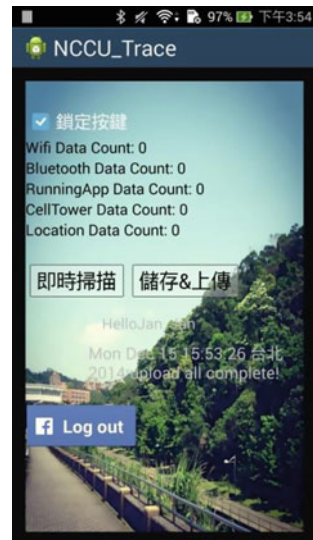 97% 下午3:54
NCCU_Trace
鎖定按鍵
Wifi Data Count: 0
Bluetooth Data Count: 0
RunningApp Data Count: 0
CellTower Data Count: 0
Location Data Count: 0
即時掃描 儲存&上傳
HelloJan
Mon Dec 15 15:53:26 台北
2014 upload all complete!
Log out